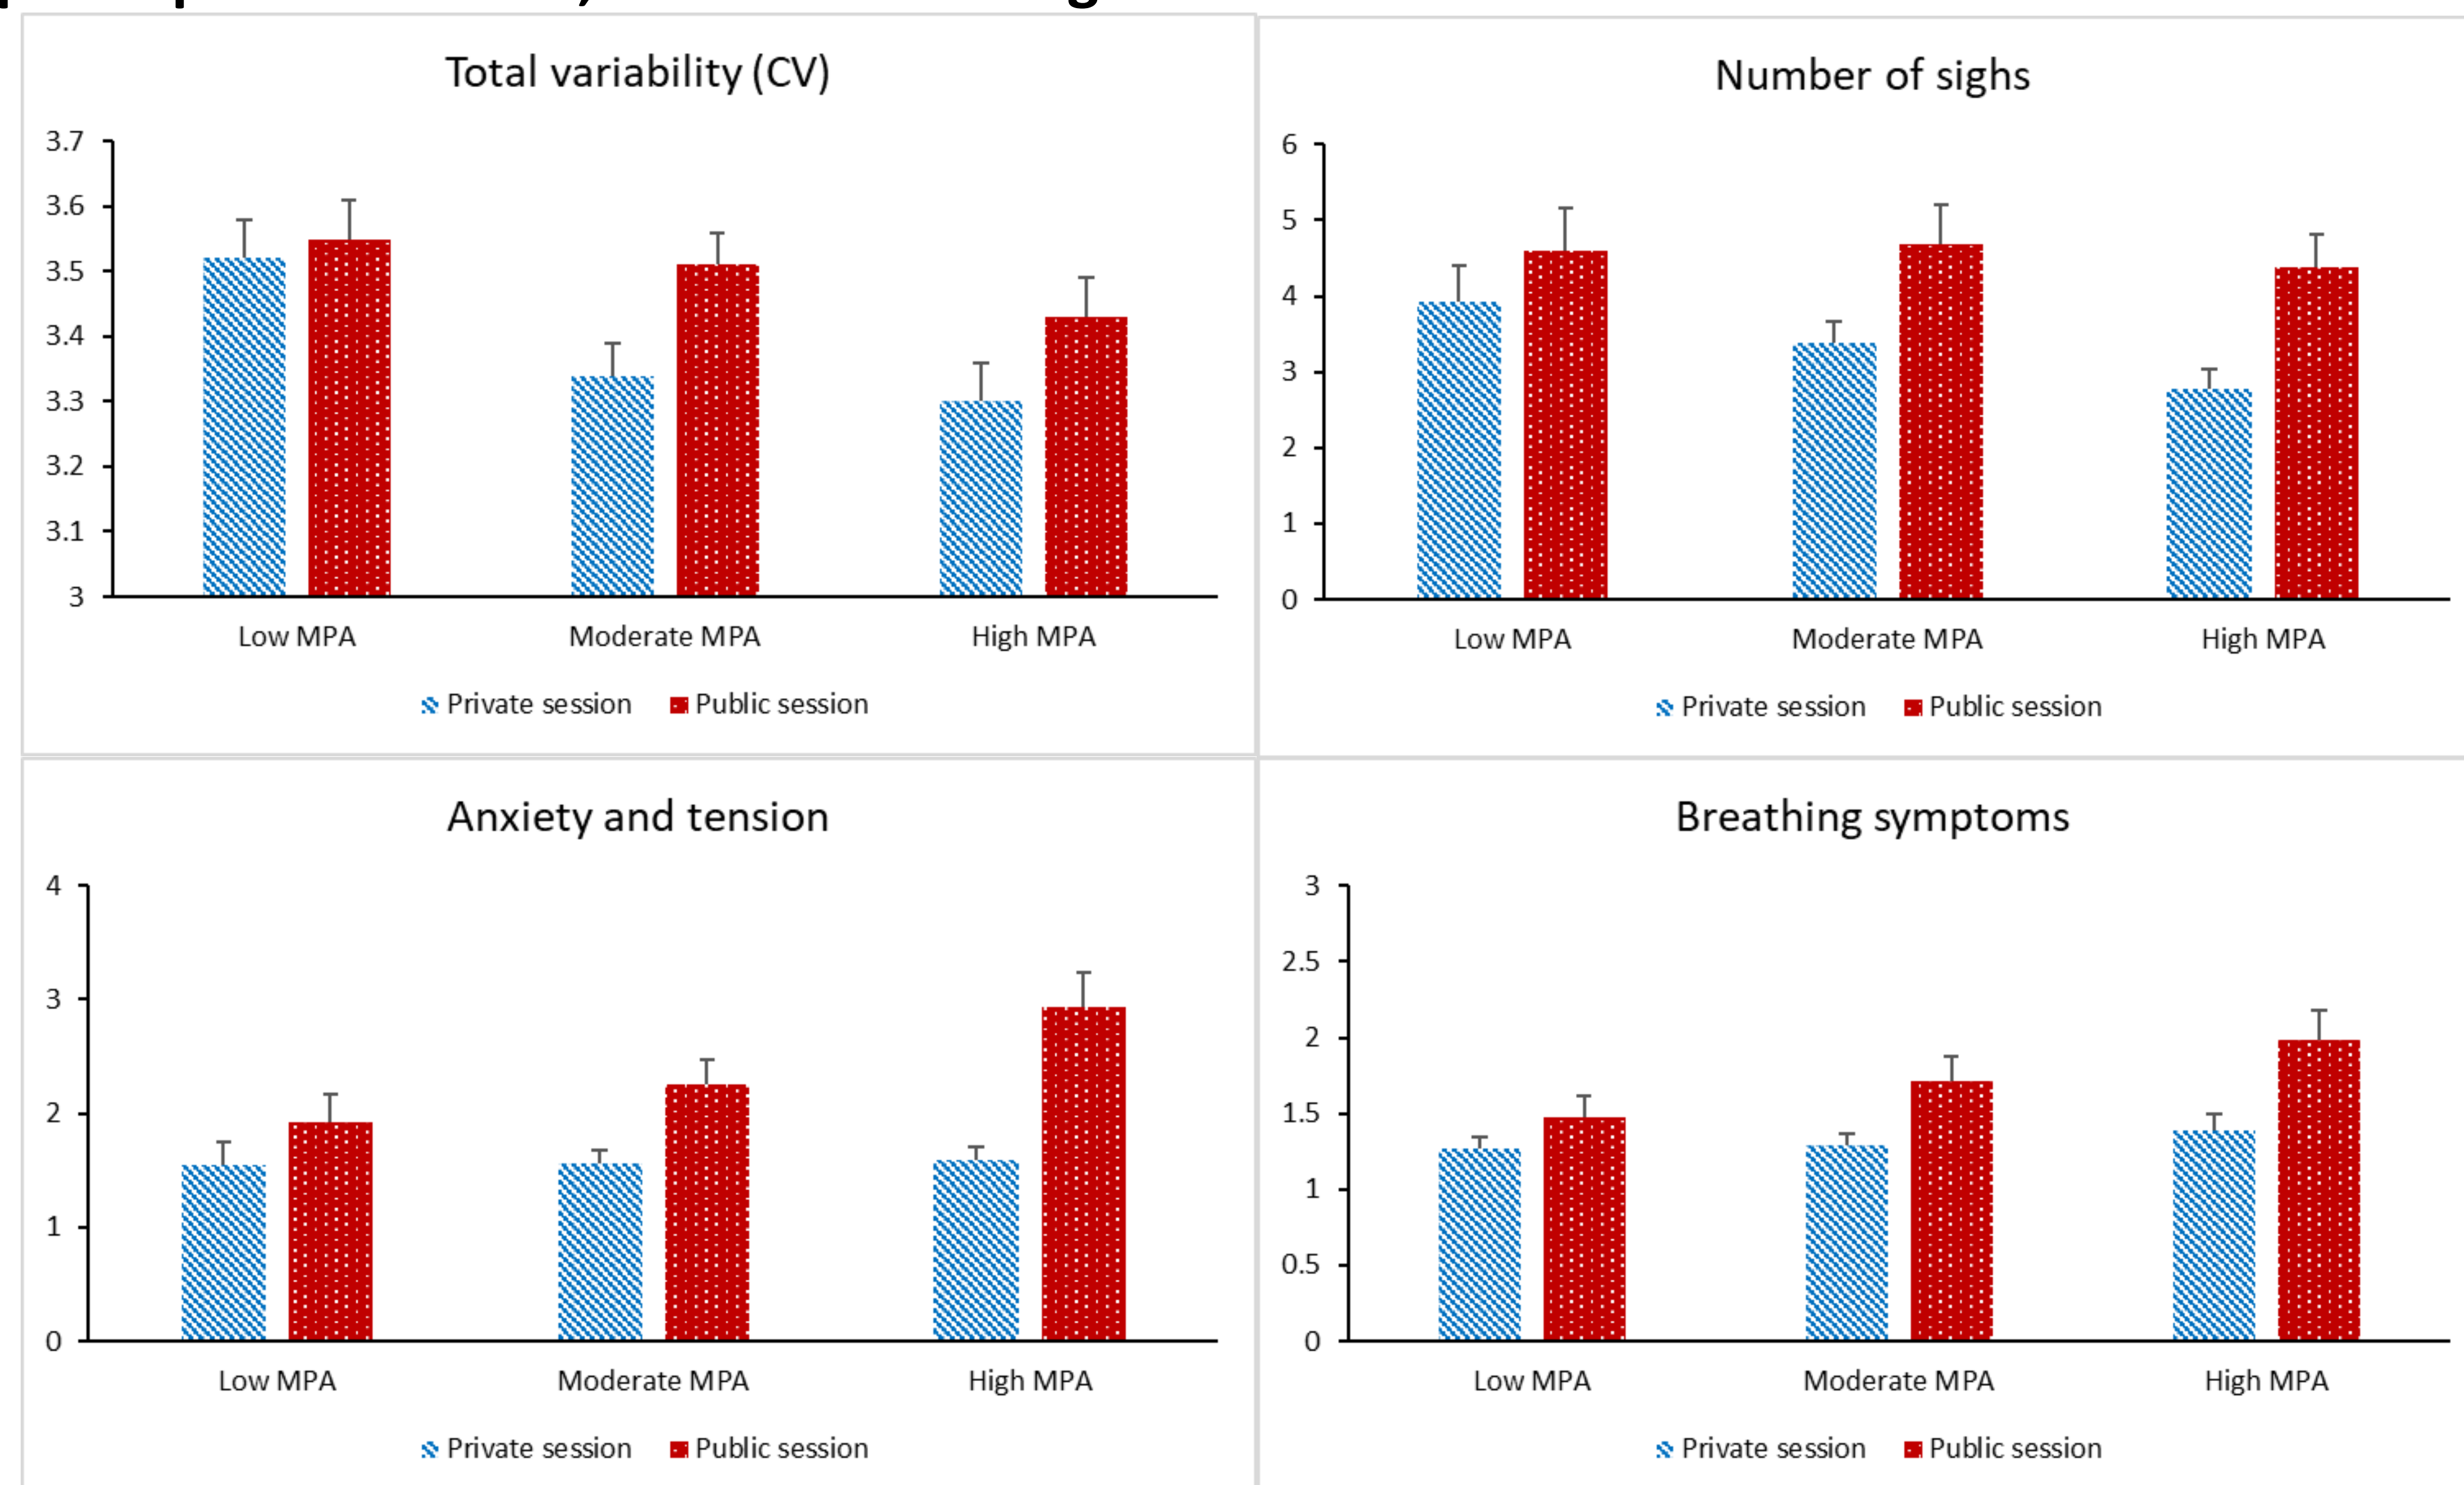 Total variability (CV)
3.7
3.6
3.5
3.4
3.3
3.2
3.1
3
Low MPA Moderate MPA High MPA
Private session Public session
Number of sighs
6
5
4
3
2
1
0
Low MPA Moderate MPA High MPA
Private session Public session
Anxiety and tension
4
3
2
1
0
Low MPA Moderate MPA High MPA
Private session Public session
Breathing symptoms
3
2.5
2
1.5
1
0.5
0
Low MPA Moderate MPA High MPA
Private session Public session